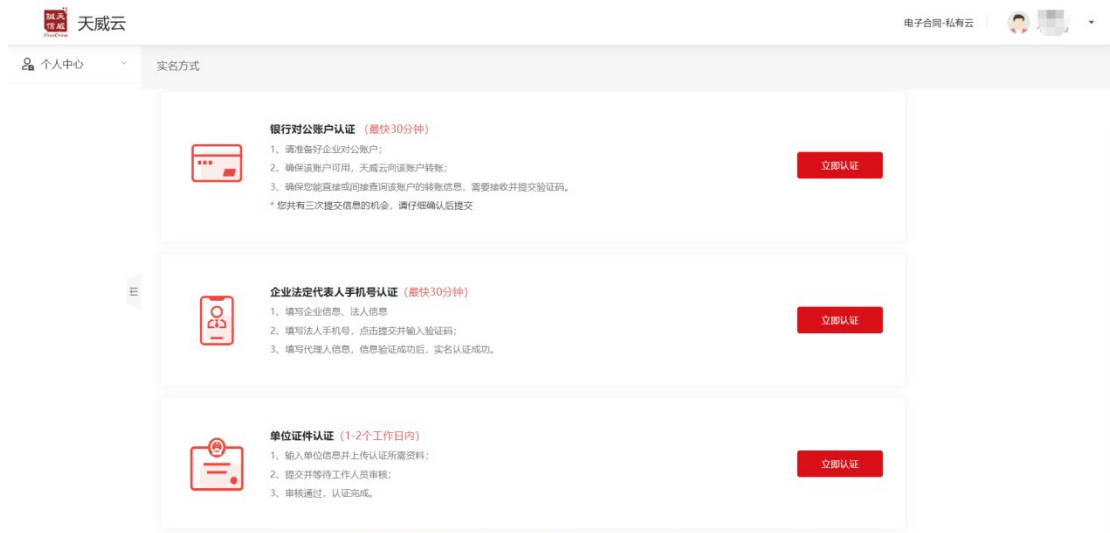 天威云
电子合同-私有云
个人中心
实名方式
银行对公账户认证 (最快30分钟)
1、请准备好企业对公账户;
2、确保该账户可用, 天威云向该账户转账;
3、确保您能直接或间接查询该账户的转账信息, 需要接收并提交验证码。
* 您共有三次提交信息的机会, 请仔细确认后提交
立即认证
企业法定代表人手机号认证 (最快30分钟)
1、填写企业信息、法人信息
2、填写法人手机号, 点击提交并输入验证码;
3、填写代理人信息, 信息验证成功后, 实名认证成功。
立即认证
单位证件认证 (1-2个工作日内)
1、输入单位信息并上传认证所需资料;
2、提交并等待工作人员审核;
3、审核通过, 认证完成。
立即认证